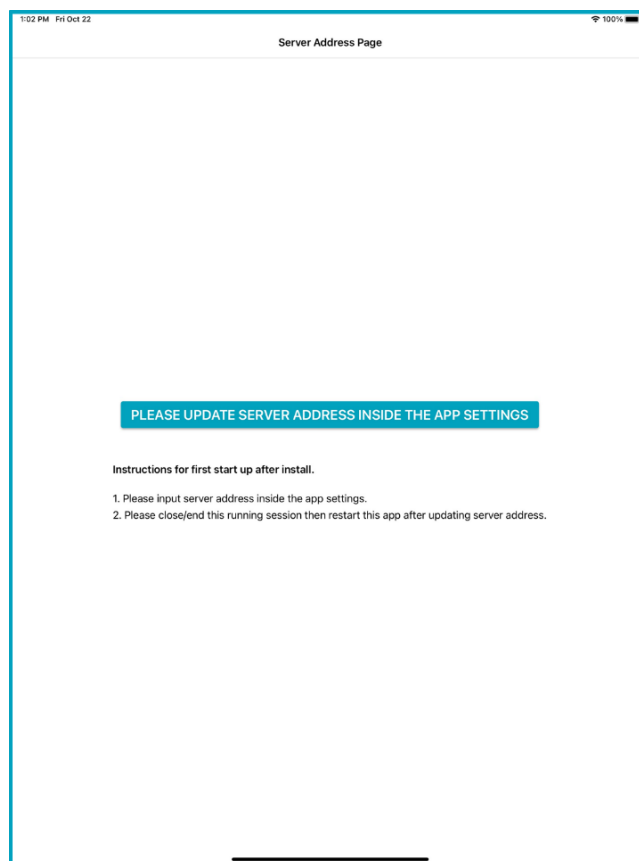 1:02 PM Fri Oct 22
100%
Server Address Page
PLEASE UPDATE SERVER ADDRESS INSIDE THE APP SETTINGS
Instructions for first start up after install.
1. Please input server address inside the app settings.
2. Please close/end this running session then restart this app after updating server address.